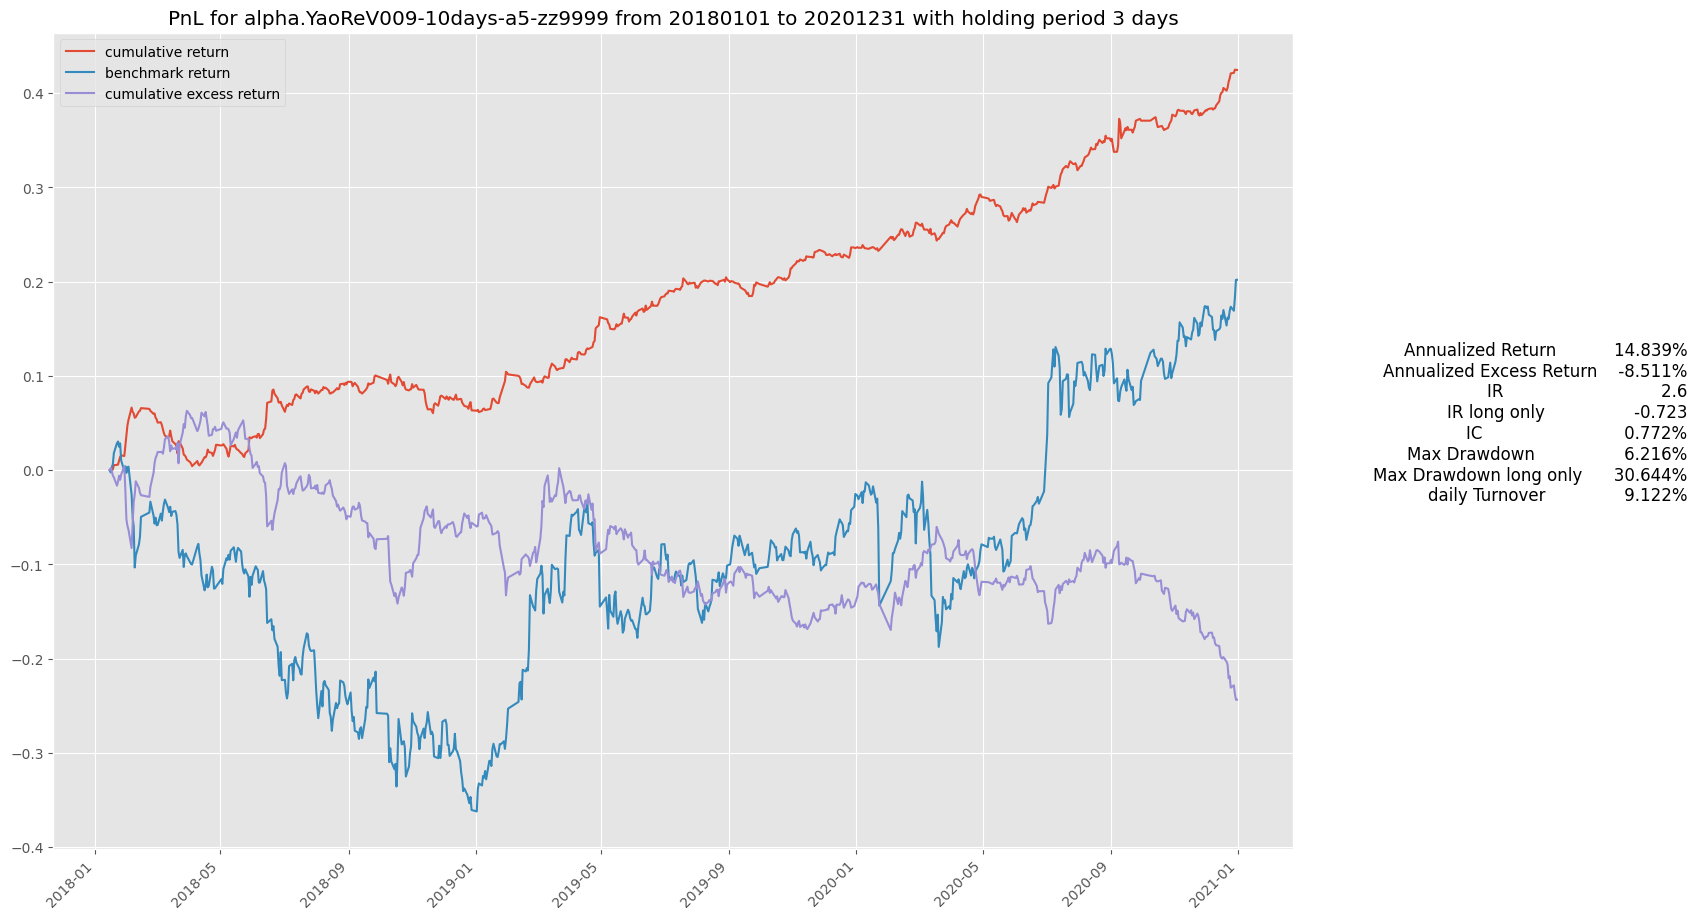 PnL for alpha.YaoReV009-10days-a5-zz9999 from 20180101 to 20201231 with holding period 3 days
cumulative return
benchmark return
cumulative excess return
0.4
0.3
0.2
0.1
0.0
−0.1
−0.2
−0.3
−0.4
2018-01
2018-05
2018-09
2019-01
2019-05
2019-09
2020-01
2020-05
2020-09
2021-01
Annualized Return 14.839%
Annualized Excess Return -8.511%
IR 2.6
IR long only -0.723
IC 0.772%
Max Drawdown 6.216%
Max Drawdown long only 30.644%
daily Turnover 9.122%